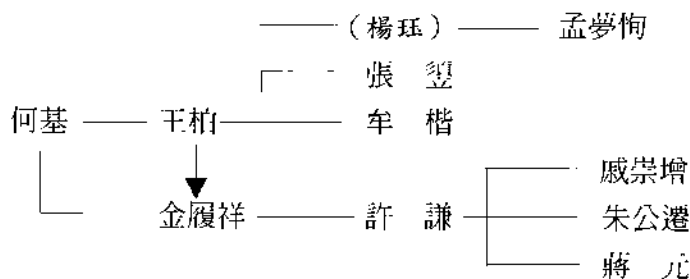 (楊珏) 孟夢恂
張 翌
何基 王柏 牟 楷
戚崇增
金履祥 許 謙 朱公遷
蔣 元